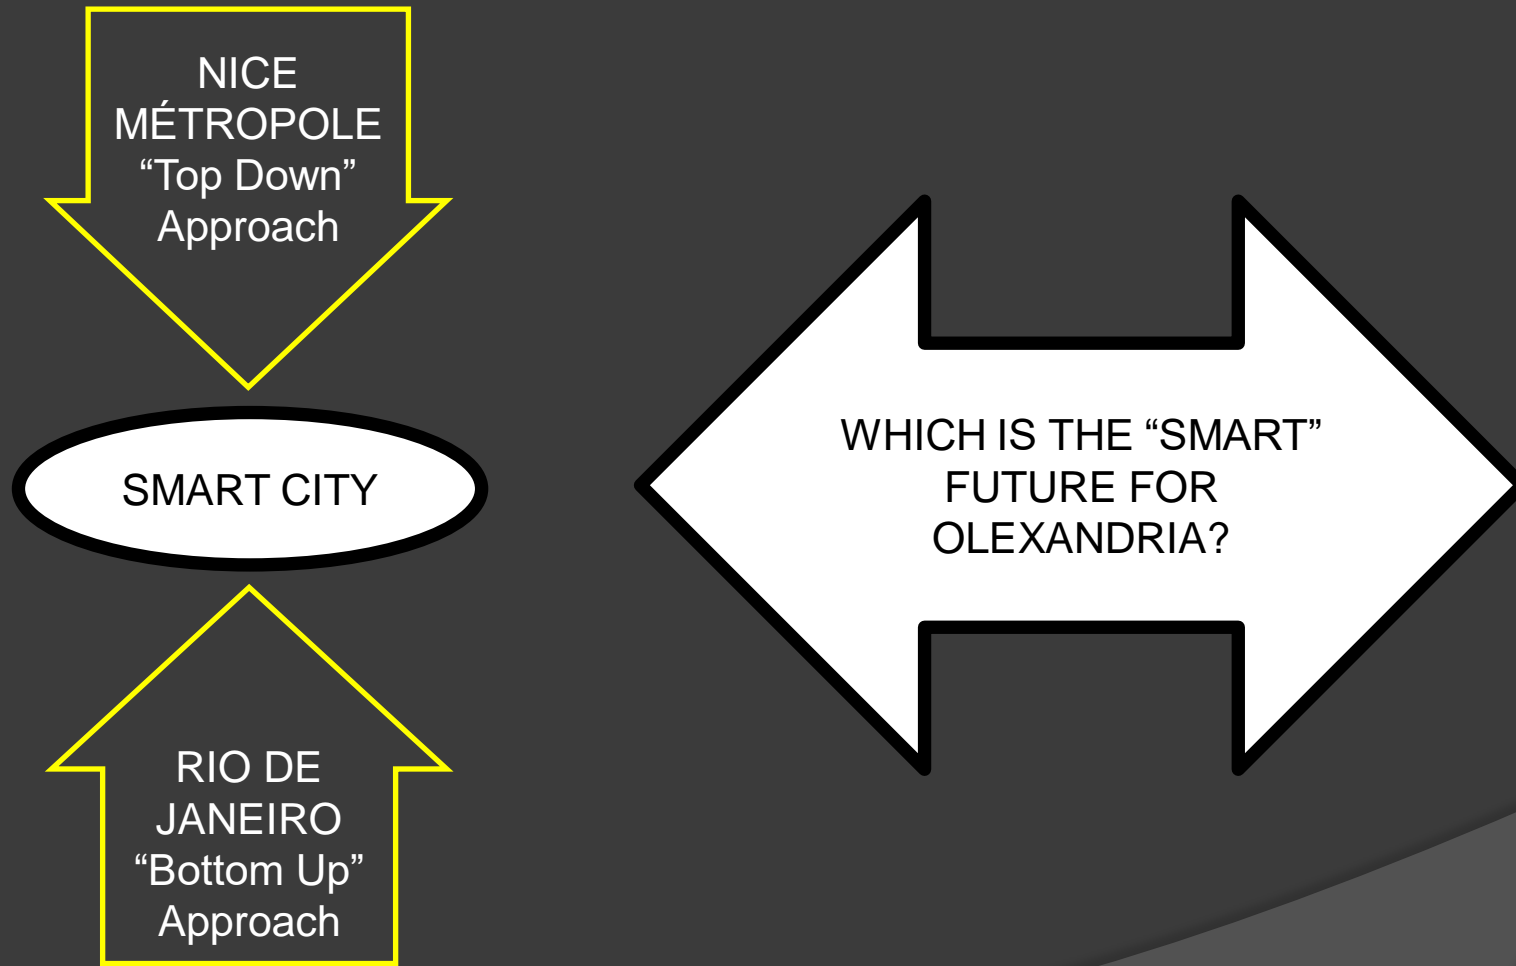 NICE
MÉTROPOLE
“Top Down”
Approach
SMART CITY
RIO DE
JANEIRO
“Bottom Up”
Approach
WHICH IS THE “SMART”
FUTURE FOR
OLEXANDRIA?